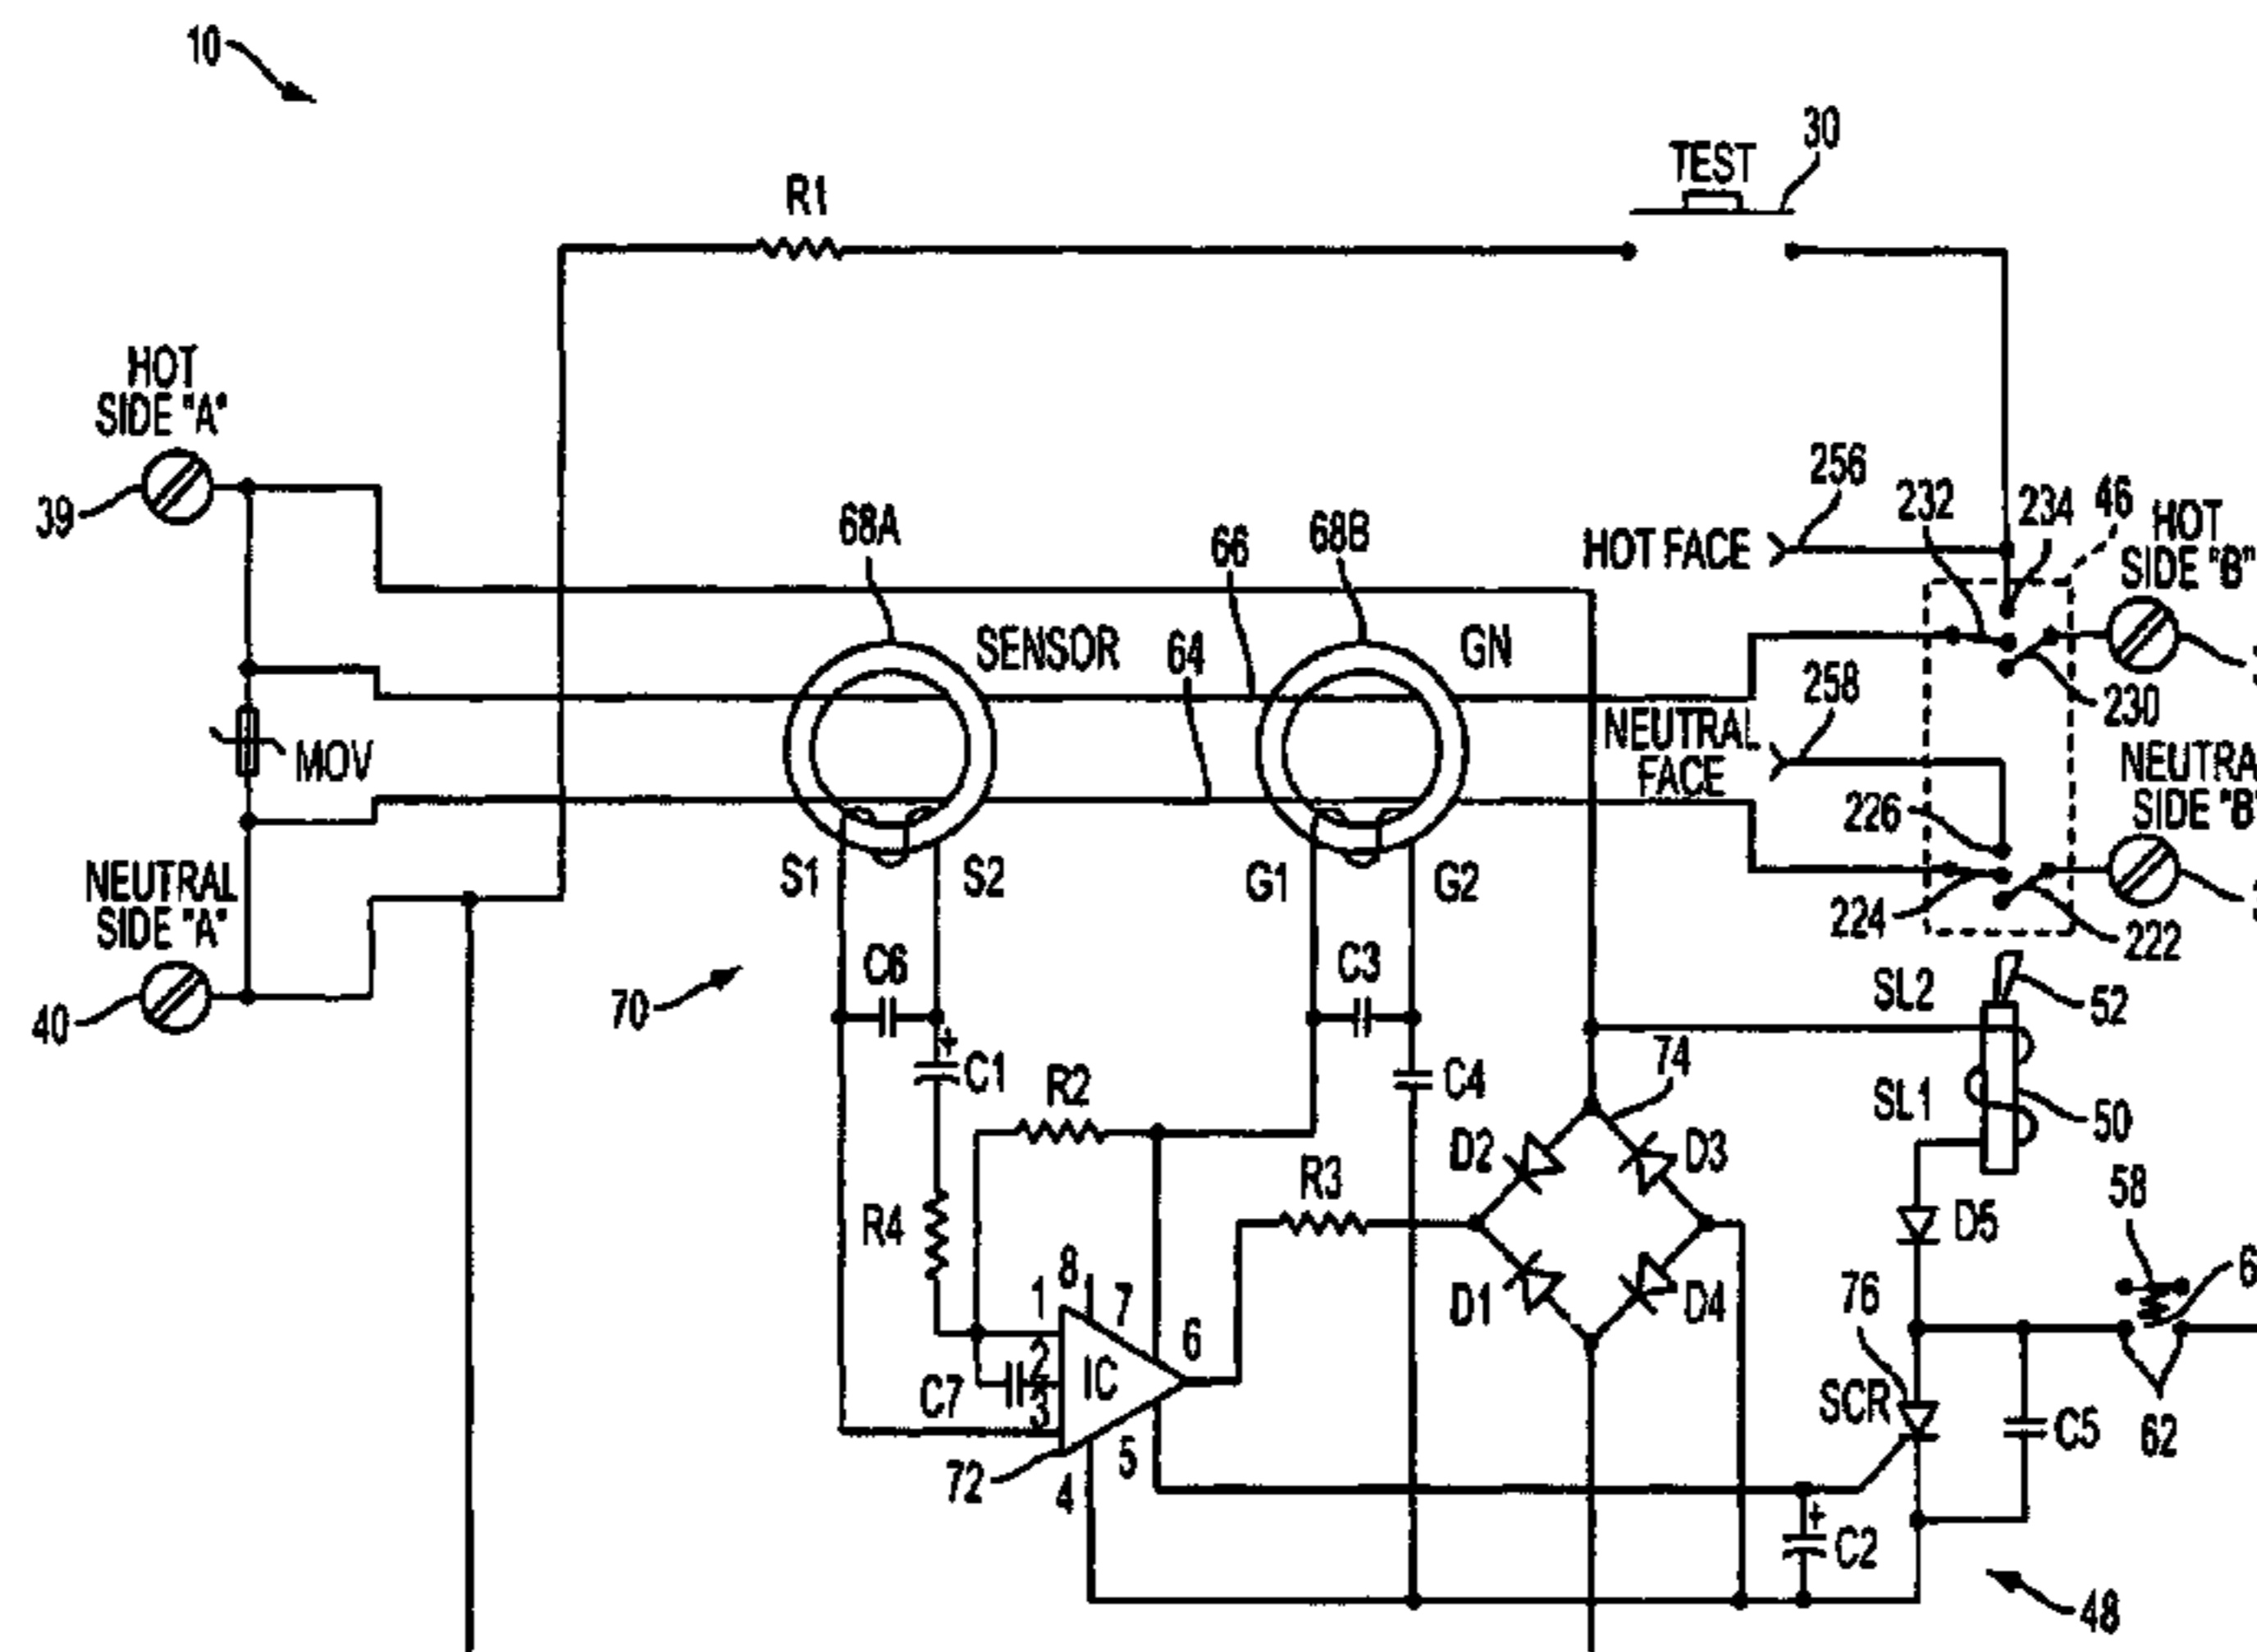 10
30
TEST
R1
HOT
SIDE "A"
39
256
232
234
46
HOT
SIDE "B"
68A
66
68B
HOT FACE
SENSOR
64
GN
258
230
MOV
NEUTRAL
FACE
226
S1
S2
G1
G2
224
222
NEUTRAL
SIDE "A"
40
70
C6
C3
SL2
52
C1
R2
C4
74
SL1
50
D2
D3
58
R4
R3
D5
8
1
7
D1
D4
76
6
2
IC
C7
3
SCR
C5
62
72
5
4
C2
48